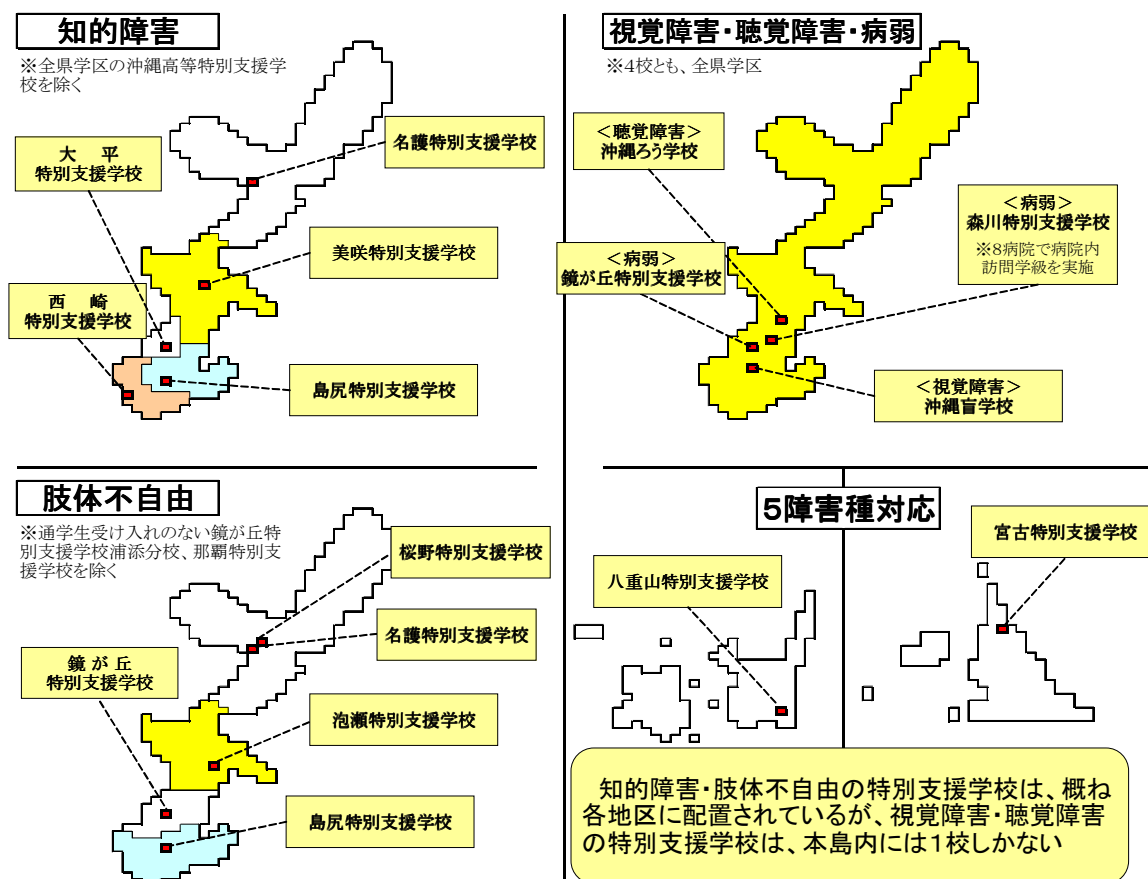 知的障害
※全県学区の沖縄高等特別支援学
校を除く
大　平
特別支援学校
名護特別支援学校
美咲特別支援学校
西　崎
特別支援学校
島尻特別支援学校
視覚障害・聴覚障害・病弱
※4校とも、全県学区
＜聴覚障害＞
沖縄ろう学校
＜病弱＞
森川特別支援学校
※8病院で病院内
訪問学級を実施
＜病弱＞
鏡が丘特別支援学校
＜視覚障害＞
沖縄盲学校
肢体不自由
※通学生受け入れのない鏡が丘特
別支援学校浦添分校、那覇特別支
援学校を除く
桜野特別支援学校
名護特別支援学校
鏡が丘
特別支援学校
泡瀬特別支援学校
島尻特別支援学校
5障害種対応
宮古特別支援学校
八重山特別支援学校
知的障害・肢体不自由の特別支援学校は、概ね
各地区に配置されているが、視覚障害・聴覚障害
の特別支援学校は、本島内には１校しかない